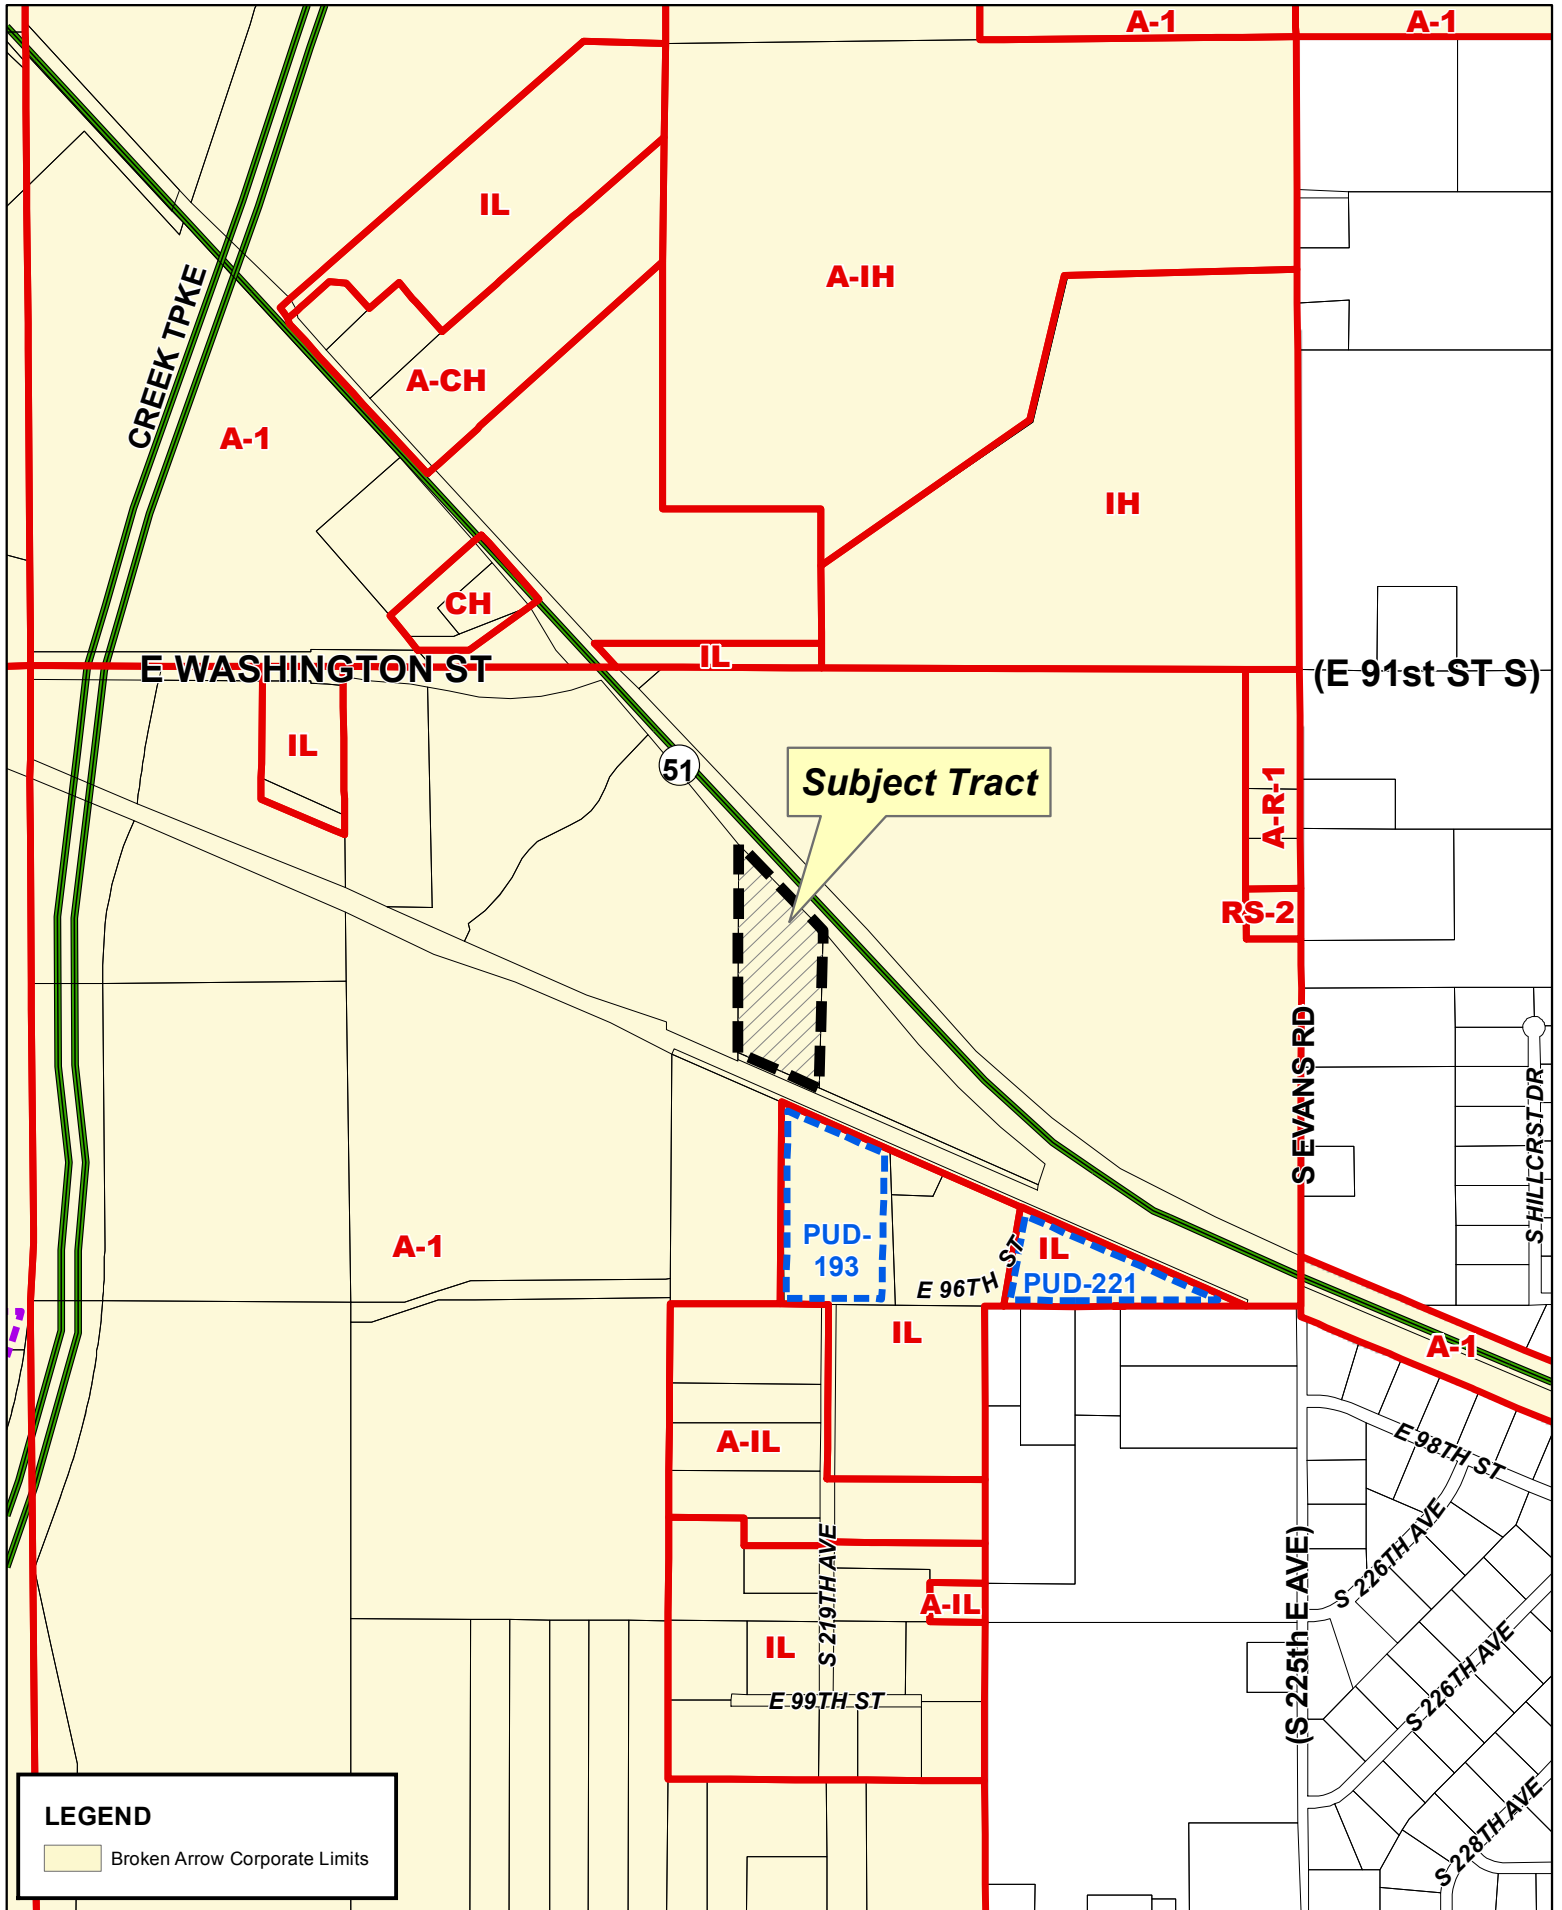 A-1
A-1
IL
A-IH
CREEK TPKE
A-CH
A-1
IH
CH
IL
E WASHINGTON ST
(E 91st ST S)
IL
51
Subject Tract
A-R-1
RS-2
S EVANS RD
S HILLCRST DR
A-1
PUD-
193
E 96TH ST
IL
PUD-221
IL
A-1
A-IL
E 98TH ST
S 219TH AVE
S 226TH AVE
A-IL
(S 225th E AVE)
IL
S 226TH AVE
E 99TH ST
S 228TH AVE
LEGEND
Broken Arrow Corporate Limits